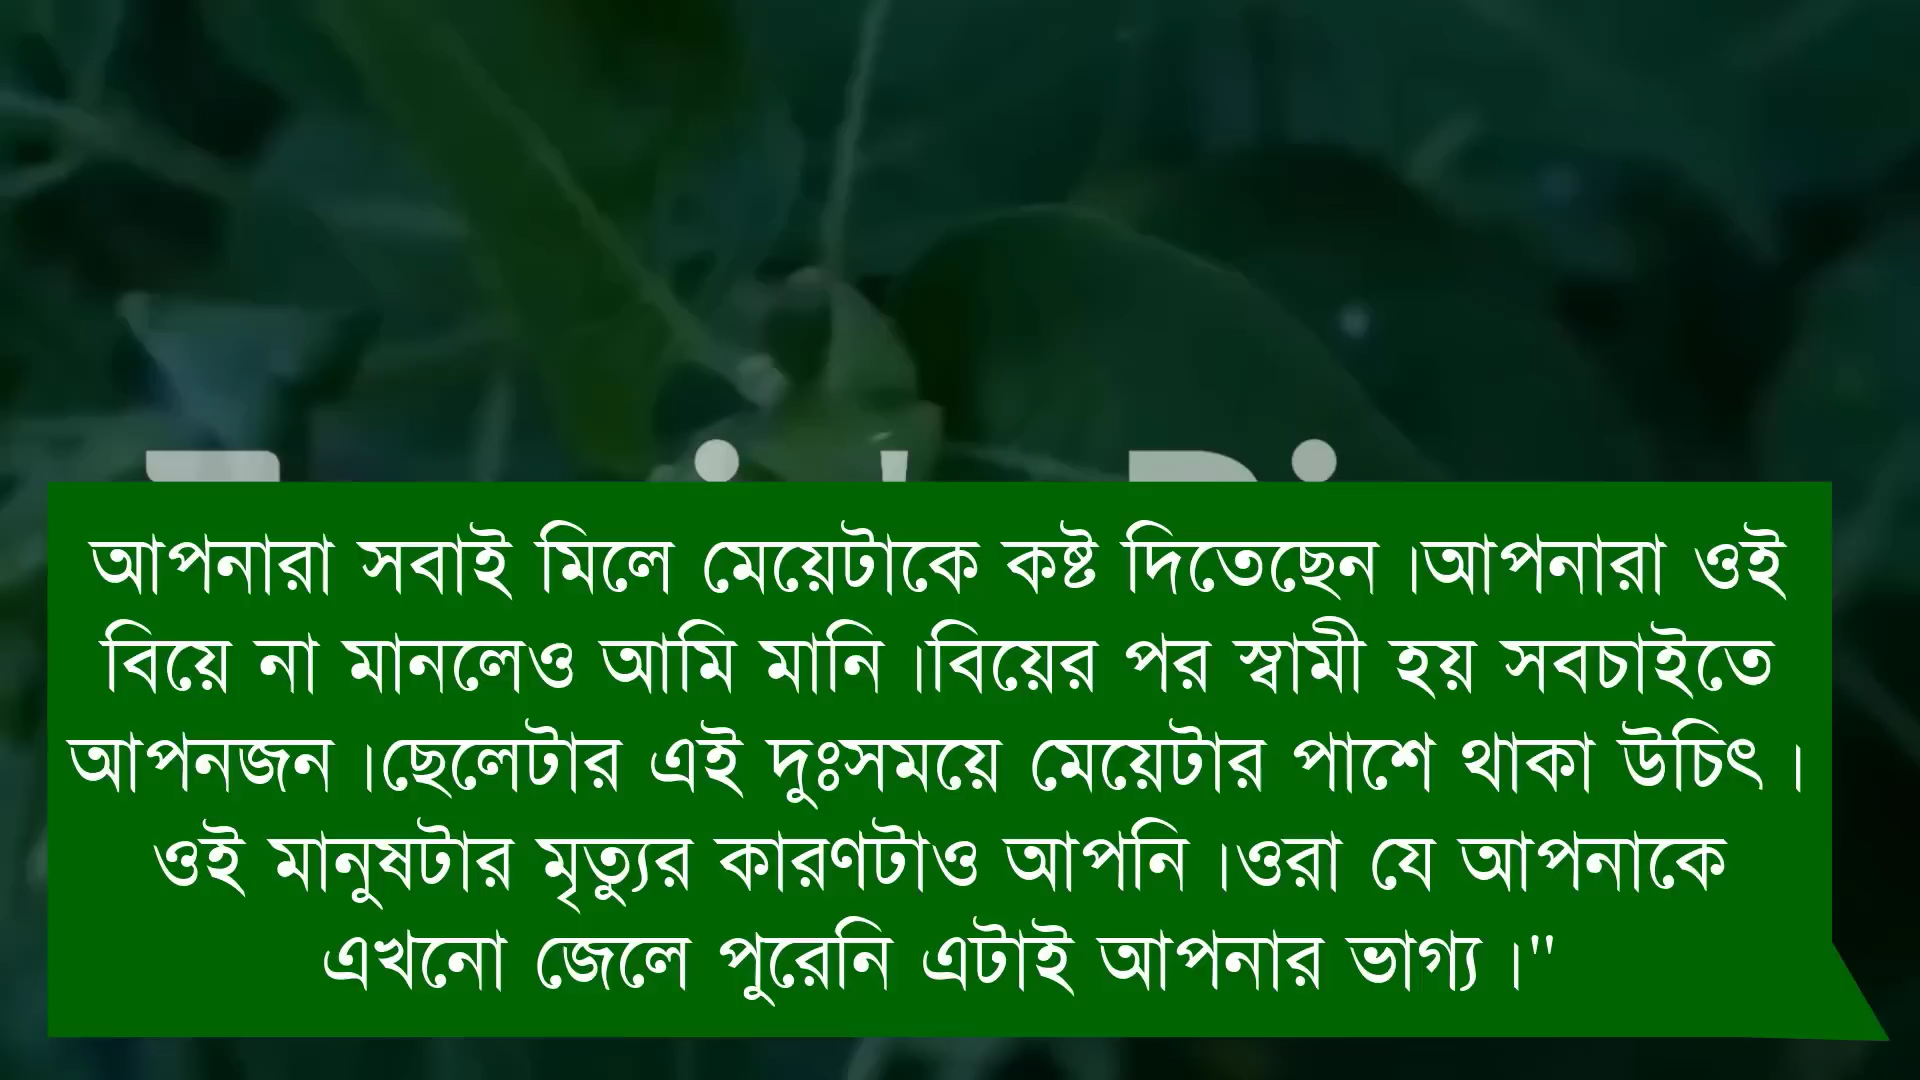 আপনারা সবাই মিলে মেয়েটাকে কষ্ট দিতেছেন।আপনারা ওই
বিয়ে না মানলেও আমি মানি।বিয়ের পর স্বামী হয় সবচাইতে
আপনজন।ছেলেটার এই দুঃসময়ে মেয়েটার পাশে থাকা উচিৎ।
ওই মানুষটার মৃত্যুর কারণটাও আপনি।ওরা যে আপনাকে
এখনো জেলে পুরেনি এটাই আপনার ভাগ্য।"